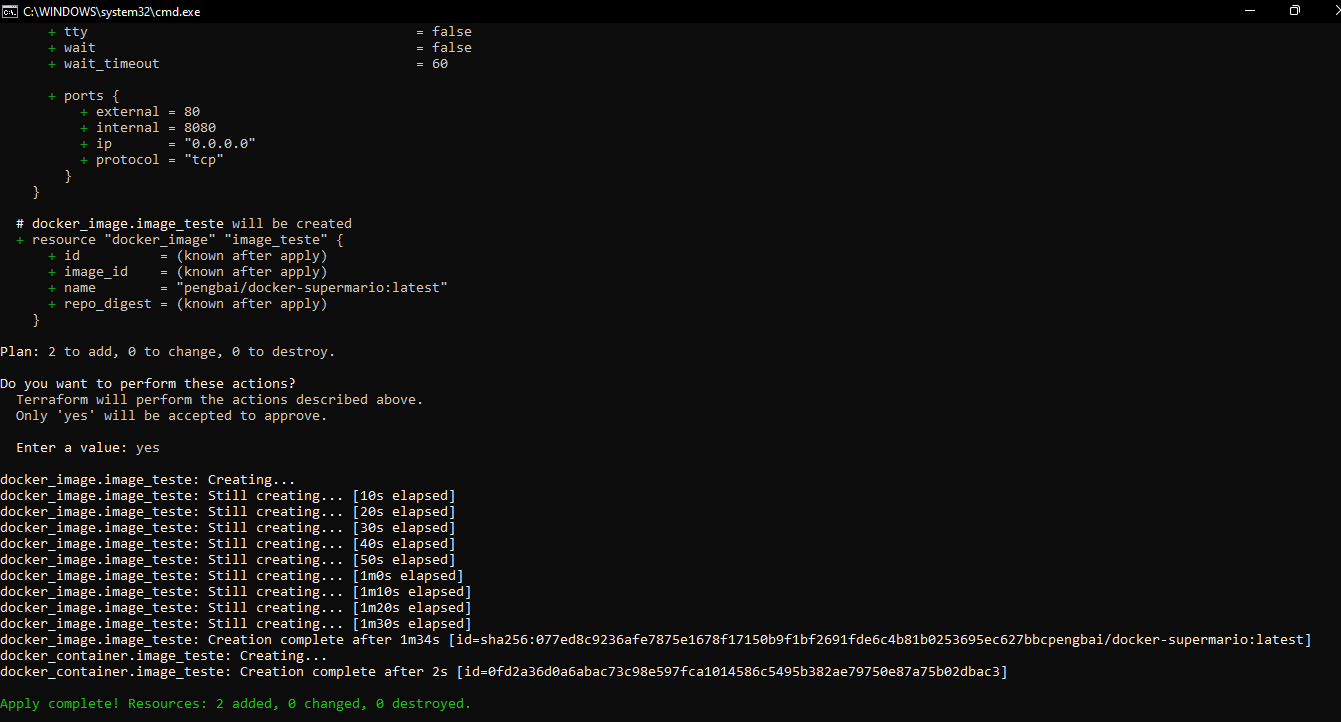 C:\WINDOWS\system32\cmd.exe
+ tty = false
+ wait = false
+ wait_timeout = 60
+ ports {
+ external = 80
+ internal = 8080
+ ip = "0.0.0.0"
+ protocol = "tcp"
}
}
# docker_image.image_teste will be created
+ resource "docker_image" "image_teste" {
+ id = (known after apply)
+ image_id = (known after apply)
+ name = "pengbai/docker-supermario:latest"
+ repo_digest = (known after apply)
}
Plan: 2 to add, 0 to change, 0 to destroy.
Do you want to perform these actions?
Terraform will perform the actions described above.
Only 'yes' will be accepted to approve.
Enter a value: yes
docker_image.image_teste: Creating...
docker_image.image_teste: Still creating... [10s elapsed]
docker_image.image_teste: Still creating... [20s elapsed]
docker_image.image_teste: Still creating... [30s elapsed]
docker_image.image_teste: Still creating... [40s elapsed]
docker_image.image_teste: Still creating... [50s elapsed]
docker_image.image_teste: Still creating... [1m0s elapsed]
docker_image.image_teste: Still creating... [1m10s elapsed]
docker_image.image_teste: Still creating... [1m20s elapsed]
docker_image.image_teste: Still creating... [1m30s elapsed]
docker_image.image_teste: Creation complete after 1m34s [id=sha256:077ed8c9236afe7875e1678f17150b9f1bf2691fde6c4b81b0253695ec627bbcpengbai/docker-supermario:latest]
docker_container.image_teste: Creating...
docker_container.image_teste: Creation complete after 2s [id=0fd2a36d0a6abac73c98e597fca1014586c5495b382ae79750e87a75b02dbac3]
Apply complete! Resources: 2 added, 0 changed, 0 destroyed.